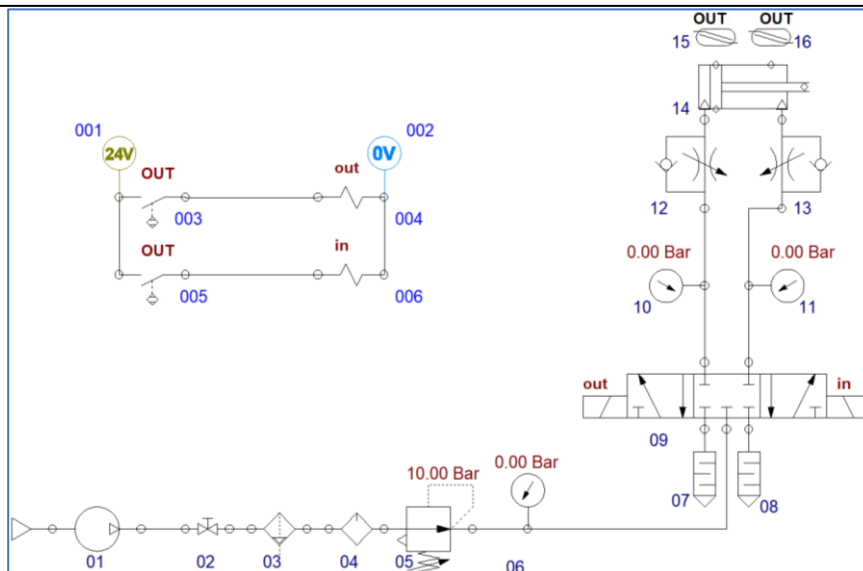 OUT OUT
15 16
001 002
24V 0V
14
OUT out
003 004
12 13
OUT in
0.00 Bar 0.00 Bar
005 006
10 11
out in
09
10.00 Bar 0.00 Bar
07 08
01 02 03 04 05 06